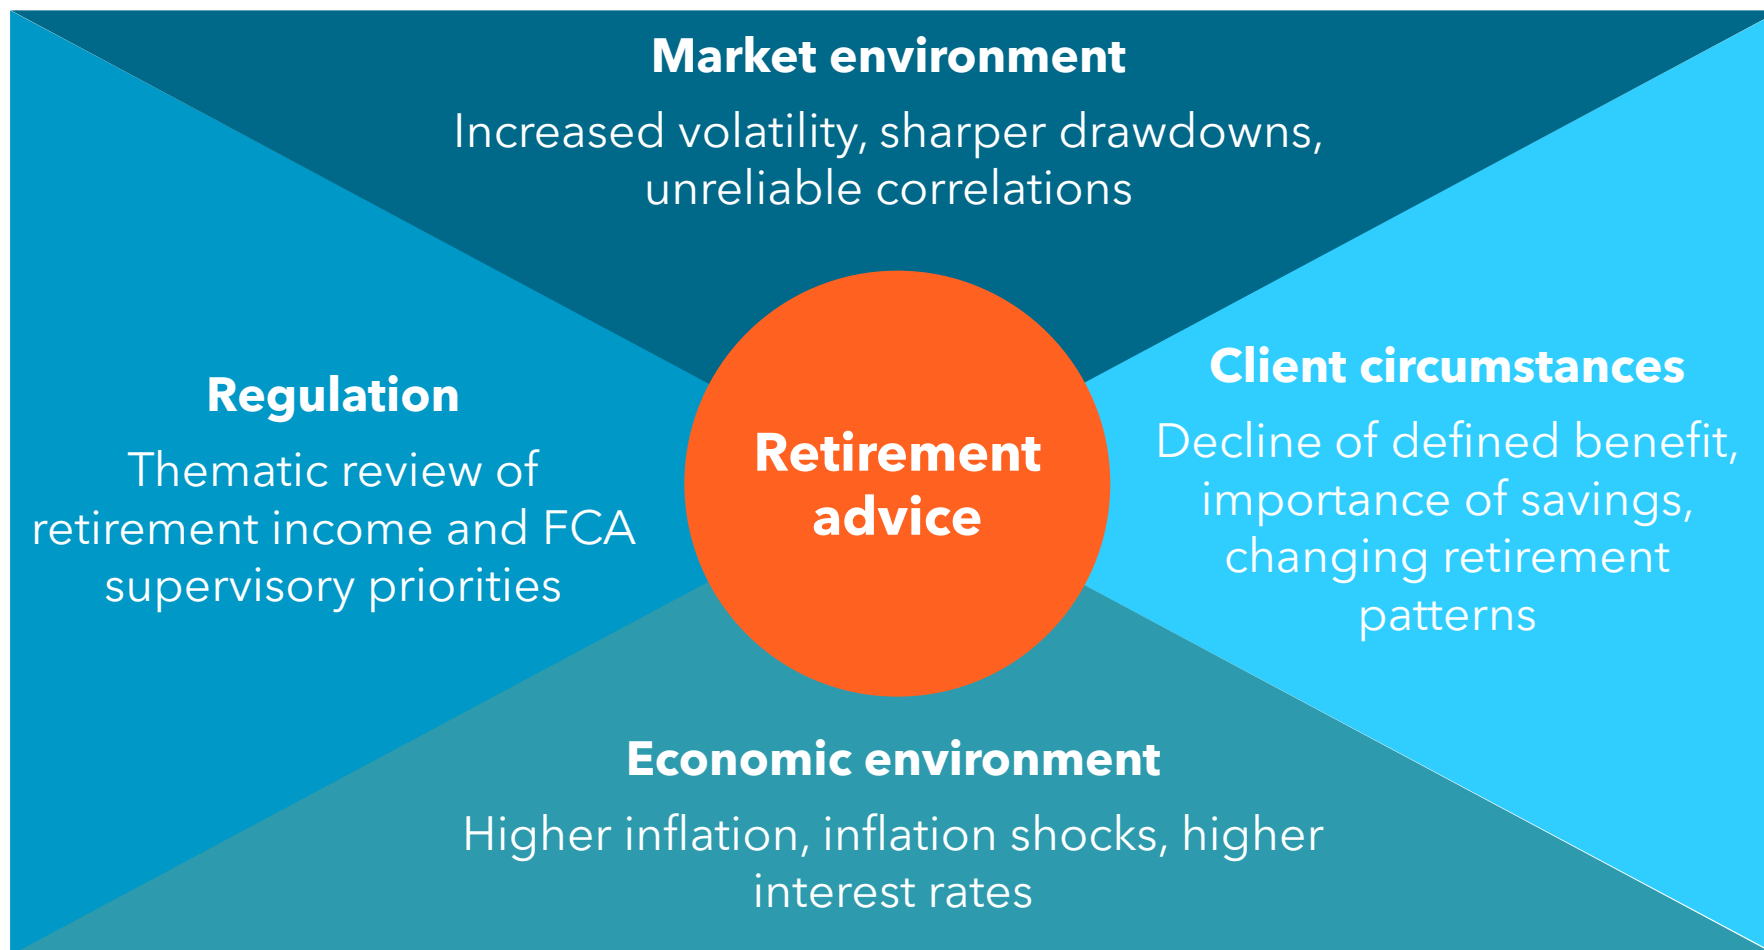 Market environment
Increased volatility, sharper drawdowns,
unreliable correlations
Regulation
Thematic review of
retirement income and FCA
supervisory priorities
Retirement
advice
Client circumstances
Decline of defined benefit,
importance of savings,
changing retirement
patterns
Economic environment
Higher inflation, inflation shocks, higher
interest rates